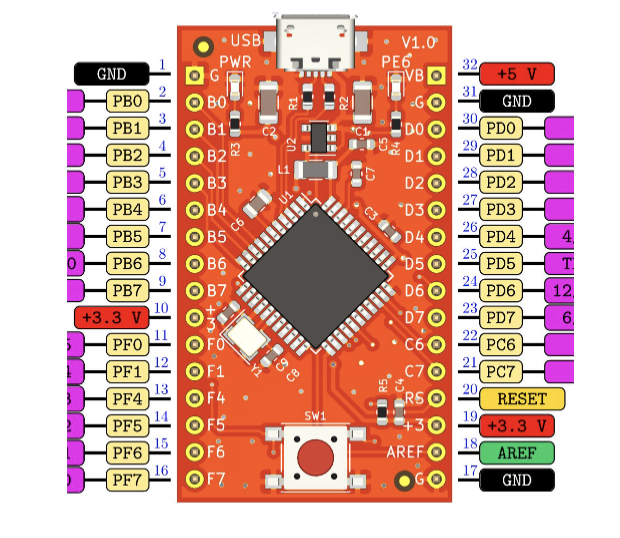 USB V1.0
PWR PE6
GND 1 G VB 32 +5 V
PB0 2 B0 G 31 GND
R1 R2
C2 C1
PB1 3 B1 D0 30 PD0
R3 U2 C5 R4
PB2 4 B2 D1 29 PD1
L1 C7
PB3 5 B3 D2 28 PD2
U1
PB4 6 B4 D3 27 PD3
C6 C3
PB5 7 B5 D4 26 PD4 4
PB6 8 B6 D5 25 PD5 T
PB7 9 B7 D6 24 PD6 12
+3.3 V 10 +3 D7 23 PD7 6
PF0 11 F0 C6 22 PC6
Y1 C9 C8
PF1 12 F1 C7 21 PC7
R5 C4
PF4 13 F4 RS 20 RESET
SW1
PF5 14 F5 +3 19 +3.3 V
PF6 15 F6 AREF 18 AREF
PF7 16 F7 G 17 GND